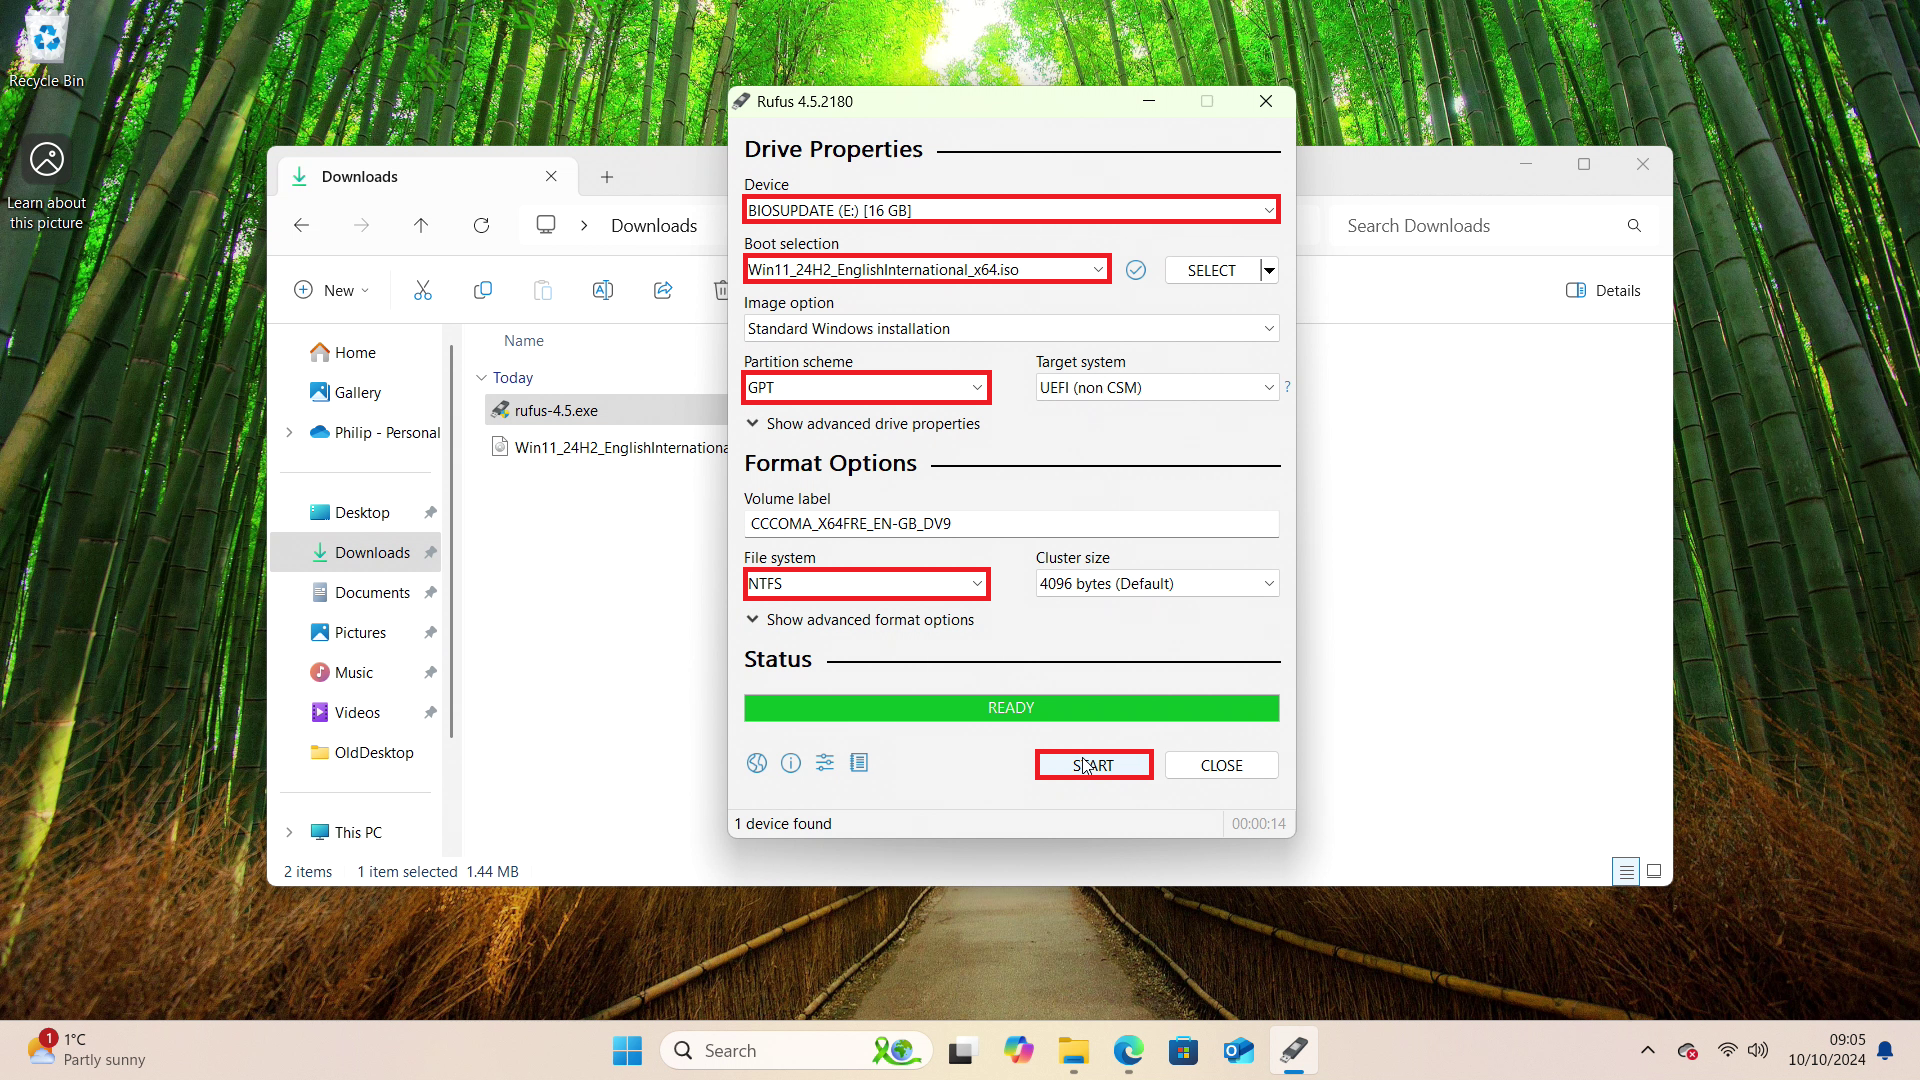 Recycle Bin
Learn about
this picture
Downloads
Downloads
Search Downloads
New
Details
Home
Gallery
Philip - Personal
Desktop
Downloads
Documents
Pictures
Music
Videos
OldDesktop
This PC
Name
Today
rufus-4.5.exe
Win11_24H2_EnglishInternationa
2 items 1 item selected 1.44 MB
Rufus 4.5.2180
Drive Properties
Device
BIOSUPDATE (E:) [16 GB]
Boot selection
Win11_24H2_EnglishInternational_x64.iso
SELECT
Image option
Standard Windows installation
Partition scheme Target system
GPT UEFI (non CSM) ?
Show advanced drive properties
Format Options
Volume label
CCCOMA_X64FRE_EN-GB_DV9
File system Cluster size
NTFS 4096 bytes (Default)
Show advanced format options
Status
READY
START CLOSE
1 device found 00:00:14
1
1°C
Partly sunny
Search
09:05
10/10/2024